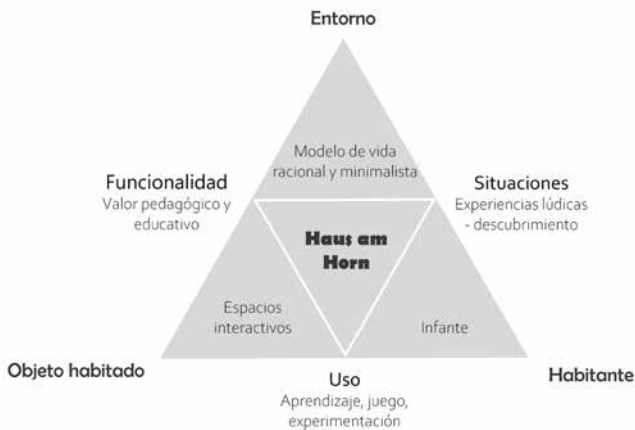 Entorno
Modelo de vida
racional y minimalista
Funcionalidad
Valor pedagógico y
educativo
Situaciones
Experiencias lúdicas
- descubrimiento
Haus am
Horn
Espacios
interactivos
Infante
Objeto habitado
Uso
Aprendizaje, juego,
experimentación
Habitante